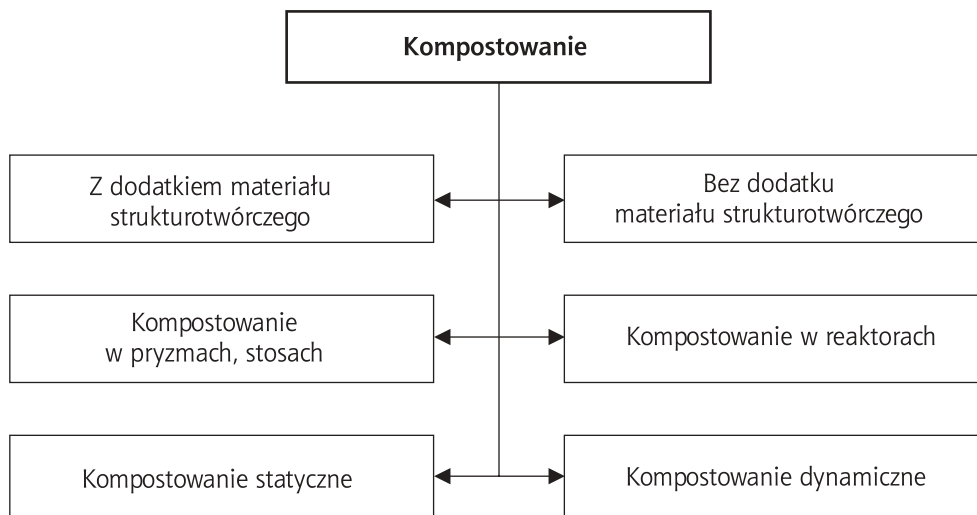 Kompostowanie
Z dodatkiem materiału
strukturotwórczego
Bez dodatku
materiału strukturotwórczego
Kompostowanie
w pryzmach, stosach
Kompostowanie w reaktorach
Kompostowanie statyczne
Kompostowanie dynamiczne